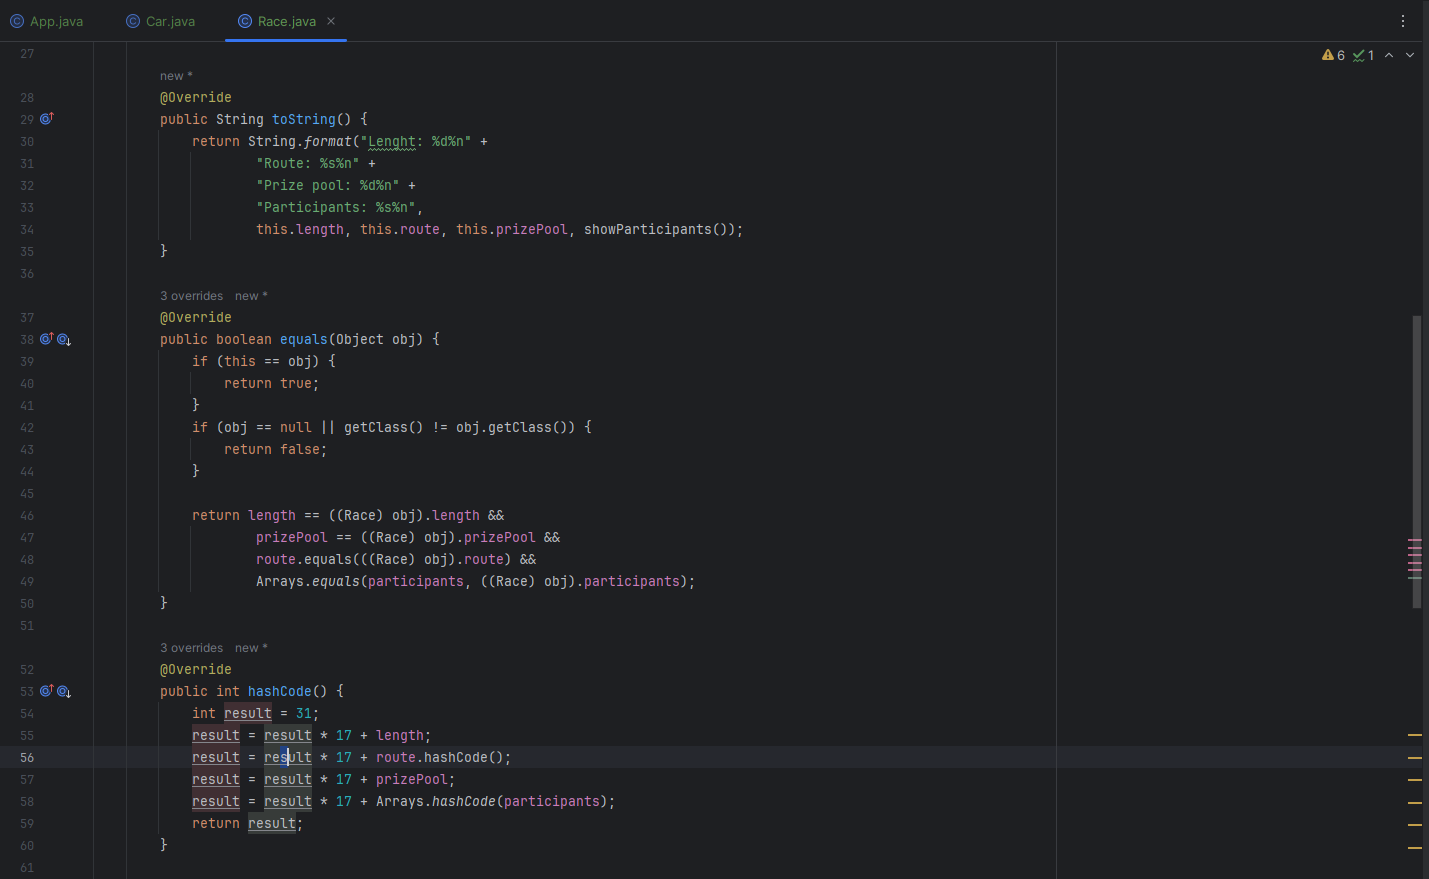 App.java Car.java Race.java
27 6 1
new *
28 @Override
29 public String toString() {
30 return String.format("Lenght: %d%n" +
31 "Route: %s%n" +
32 "Prize pool: %d%n" +
33 "Participants: %s%n",
34 this.length, this.route, this.prizePool, showParticipants());
35 }
36
3 overrides new *
37 @Override
38 public boolean equals(Object obj) {
39 if (this == obj) {
40 return true;
41 }
42 if (obj == null || getClass() != obj.getClass()) {
43 return false;
44 }
45
46 return length == ((Race) obj).length &&
47 prizePool == ((Race) obj).prizePool &&
48 route.equals(((Race) obj).route) &&
49 Arrays.equals(participants, ((Race) obj).participants);
50 }
51
3 overrides new *
52 @Override
53 public int hashCode() {
54 int result = 31;
55 result = result * 17 + length;
56 result = result * 17 + route.hashCode();
57 result = result * 17 + prizePool;
58 result = result * 17 + Arrays.hashCode(participants);
59 return result;
60 }
61